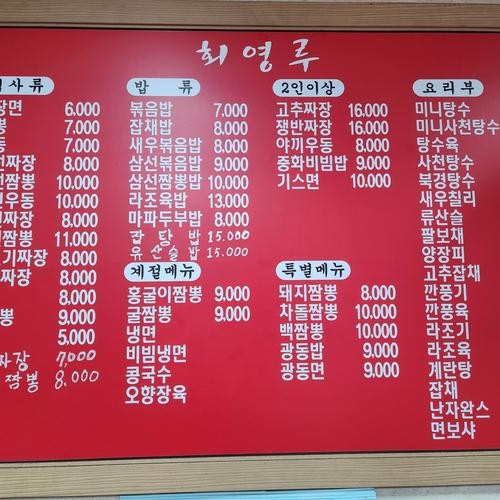 희영루
사류
장면 6.000
뽕 7.000
동 7.000
짜장 8.000
짬뽕 10.000
우동 10.000
짜장 8.000
짬뽕 11.000
기짜장 8.000
짜장 8.000
8.000
뽕 9.000
5.000
짜장 7,000
짬뽕 8.000
밥 류
볶음밥 7.000
잡채밥 8.000
새우볶음밥 8.000
삼선볶음밥 9.000
삼선짬뽕밥 10.000
라조육밥 13.000
마파두부밥 8.000
잡탕밥 15.000
유산슬밥 15.000
계절메뉴
홍굴이짬뽕 9.000
굴짬뽕 9.000
냉면
비빔냉면
콩국수
오향장육
2인이상
고추짜장 16.000
쟁반짜장 16.000
야끼우동 8.000
중화비빔밥 9.000
기스면 10.000
특별메뉴
돼지짬뽕 8.000
차돌짬뽕 10.000
백짬뽕 10.000
광동밥 9.000
광동면 9.000
요리부
미니탕수
미니사천탕수
탕수육
사천탕수
북경탕수
새우칠리
류산슬
팔보채
양장피
고추잡채
깐풍기
깐풍육
라조기
라조육
계란탕
잡채
난자완스
면보샤